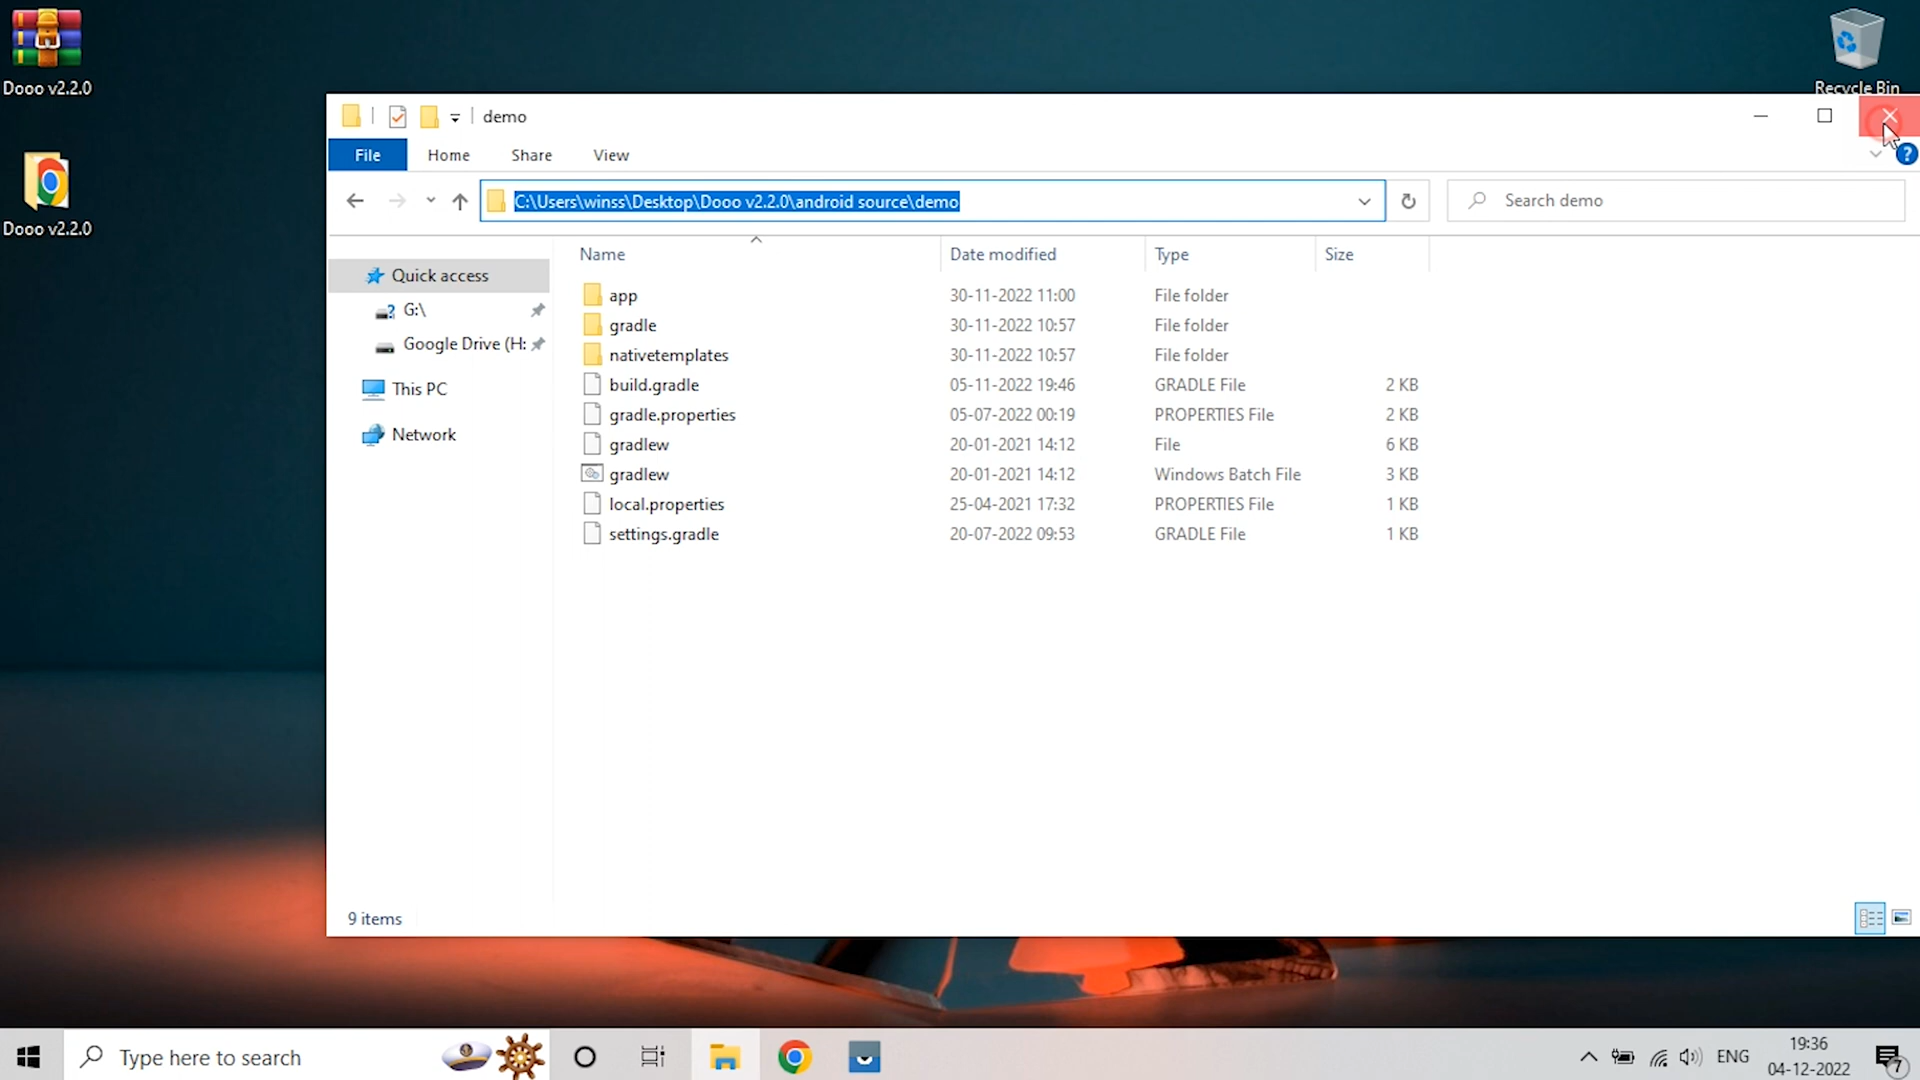 Dooo v2.2.0
Recycle Bin
Dooo v2.2.0
demo
File Home Share View
C:\Users\winss\Desktop\Dooo v2.2.0\android source\demo
Search demo
Quick access
G:\
Google Drive (H:
This PC
Network
Name Date modified Type Size
app 30-11-2022 11:00 File folder
gradle 30-11-2022 10:57 File folder
nativetemplates 30-11-2022 10:57 File folder
build.gradle 05-11-2022 19:46 GRADLE File 2 KB
gradle.properties 05-07-2022 00:19 PROPERTIES File 2 KB
gradlew 20-01-2021 14:12 File 6 KB
gradlew 20-01-2021 14:12 Windows Batch File 3 KB
local.properties 25-04-2021 17:32 PROPERTIES File 1 KB
settings.gradle 20-07-2022 09:53 GRADLE File 1 KB
9 items
Type here to search
ENG
19:36
04-12-2022
7